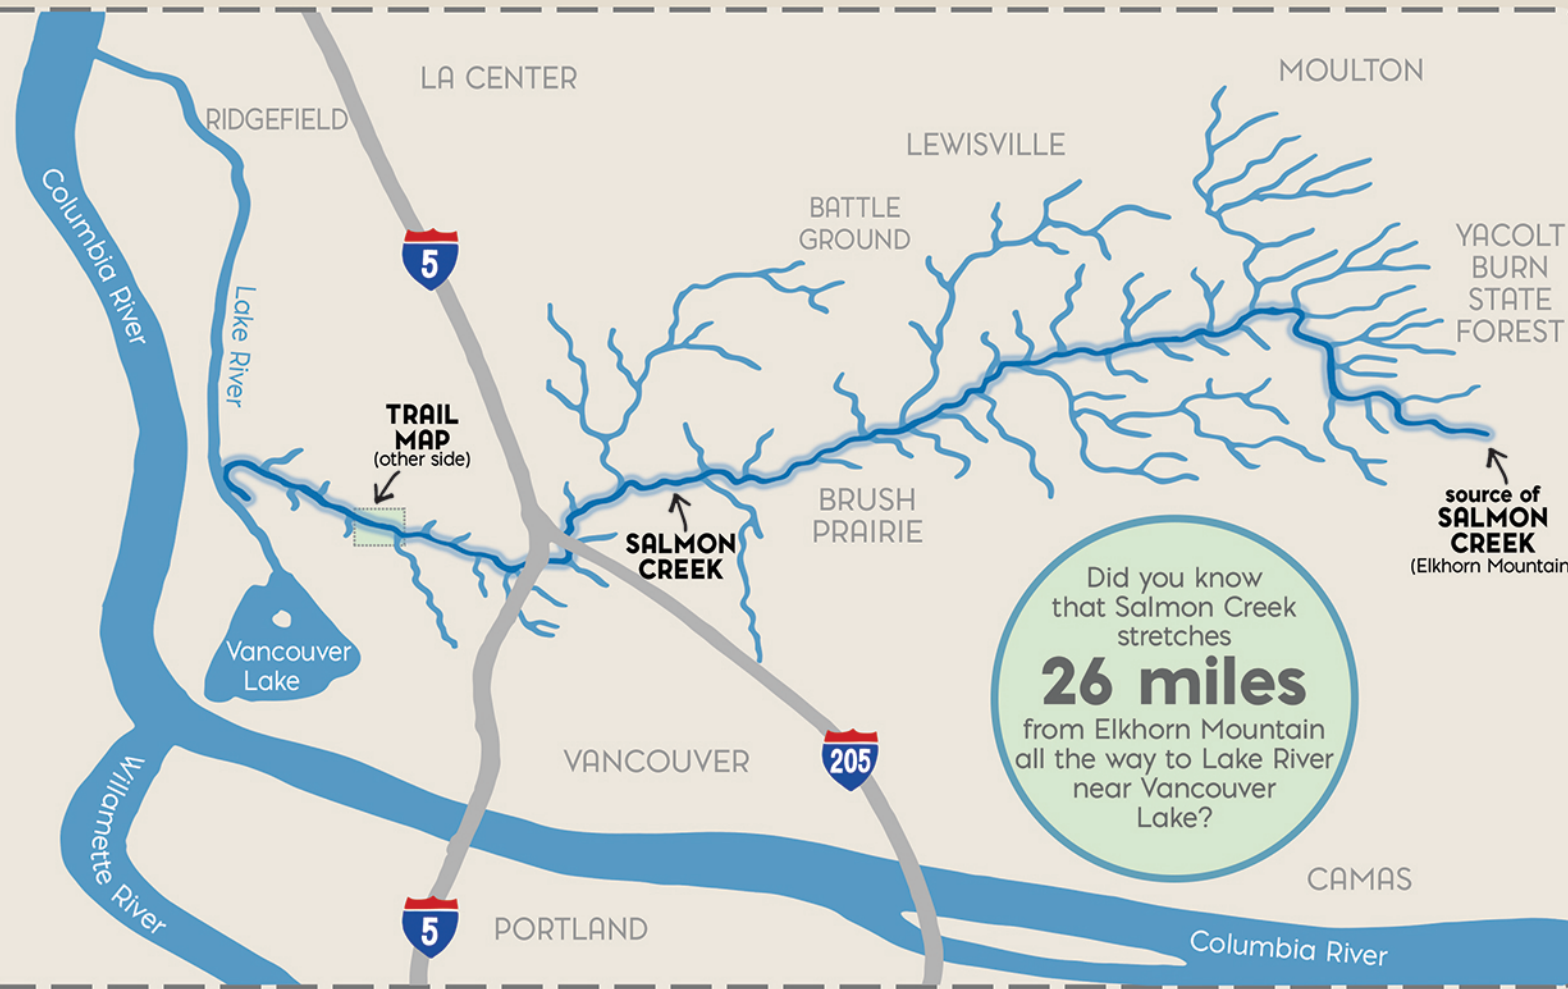 LA CENTER
MOULTON
RIDGEFIELD
LEWISVILLE
BATTLE
GROUND
YACOLT
BURN
STATE
FOREST
Columbia River
5
Lake River
TRAIL
MAP
(other side)
BRUSH
PRAIRIE
SALMON
CREEK
source of
SALMON
CREEK
(Elkhorn Mountain
Did you know
that Salmon Creek
stretches
26 miles
from Elkhorn Mountain
all the way to Lake River
near Vancouver
Lake?
Vancouver
Lake
VANCOUVER
205
Willamette River
CAMAS
5
PORTLAND
Columbia River